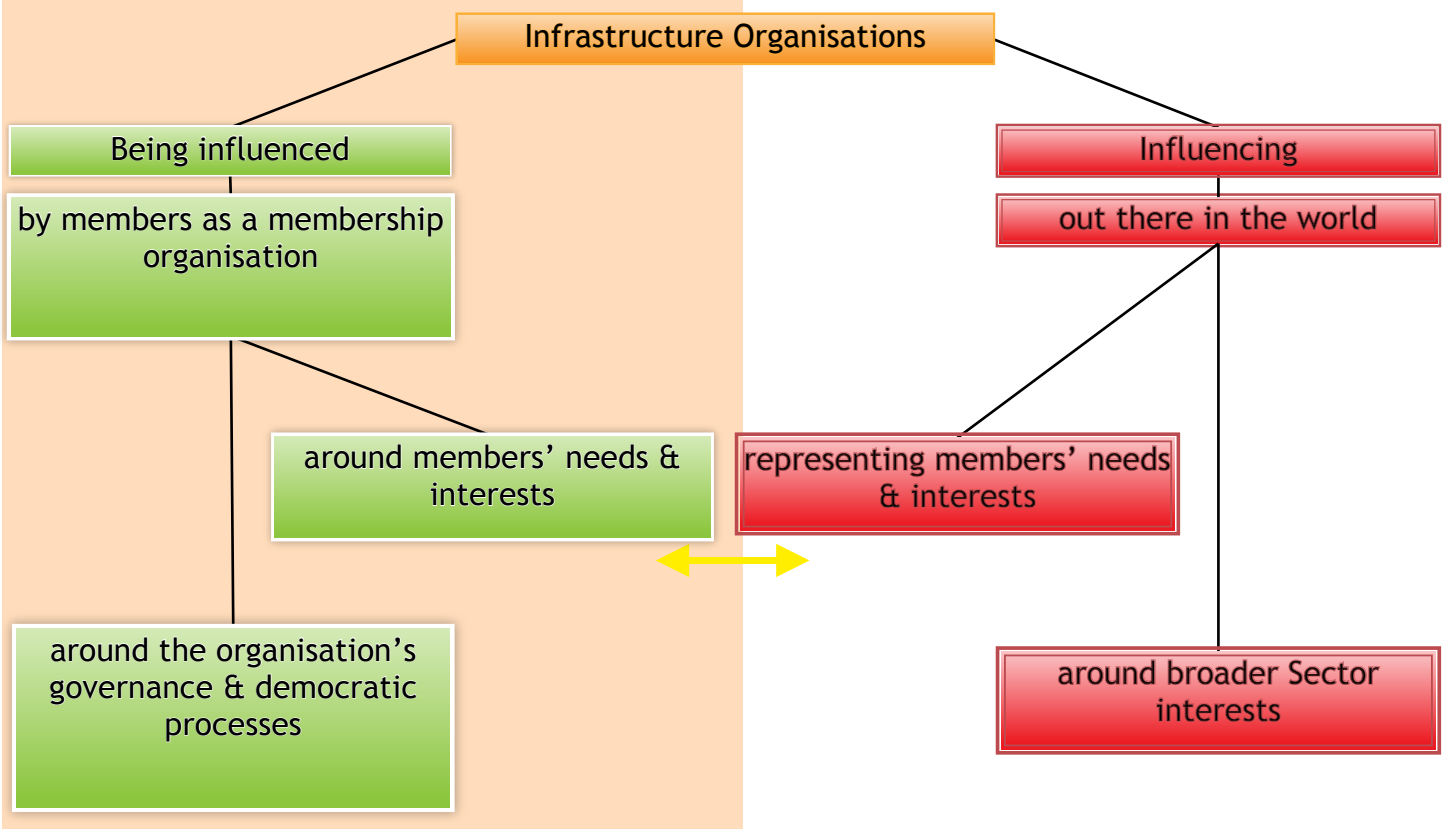 Infrastructure Organisations
Being influenced
by members as a membership
organisation
around members’ needs &
interests
around the organisation’s
governance & democratic
processes
Influencing
out there in the world
representing members’ needs
& interests
around broader Sector
interests